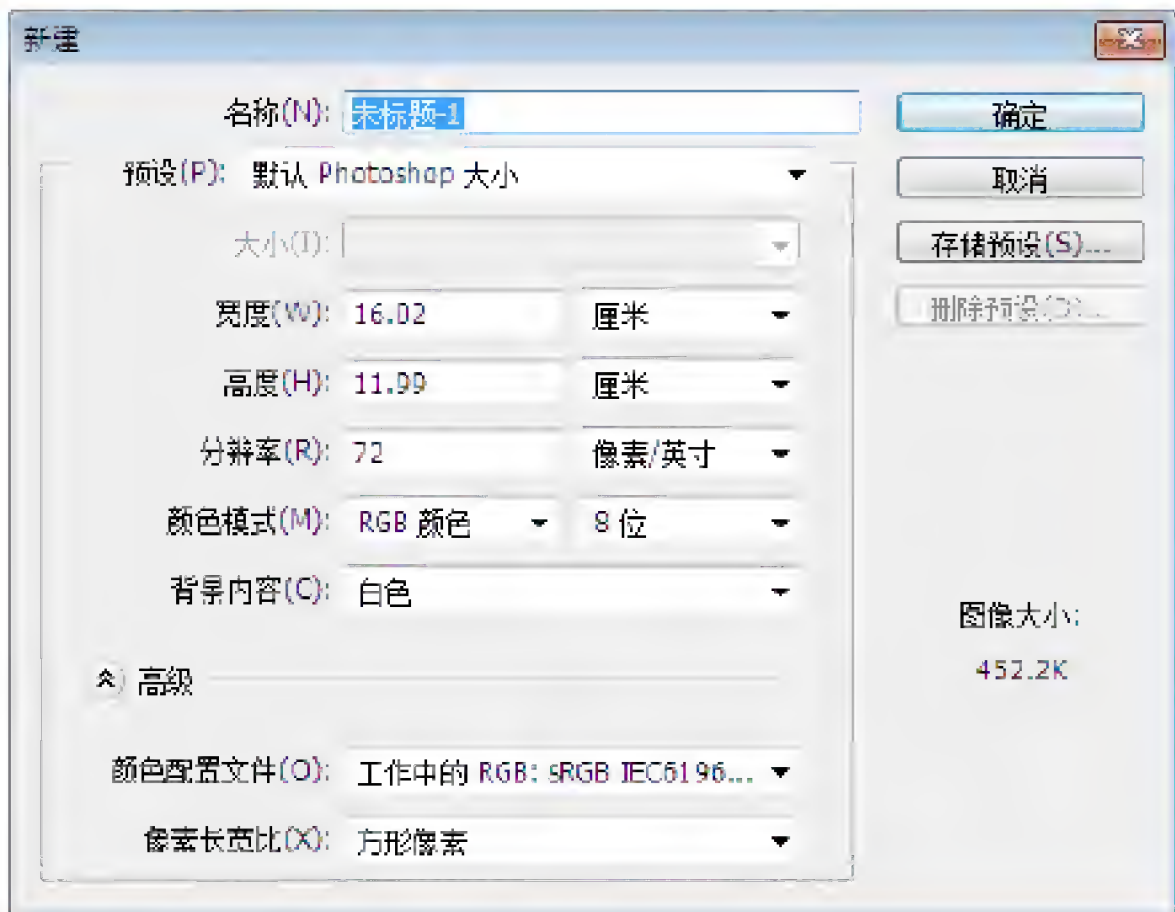 新建
名称(N): 未标题-1
确定
预设(P): 默认 Photoshop 大小
取消
大小(I):
存储预设(S)...
宽度(W): 16.02 厘米
删除预设(D)...
高度(H): 11.99 厘米
分辨率(R): 72 像素/英寸
颜色模式(M): RGB 颜色 8 位
背景内容(C): 白色
图像大小:
452.2K
高级
颜色配置文件(O): 工作中的 RGB: sRGB IEC6196...
像素长宽比(X): 方形像素